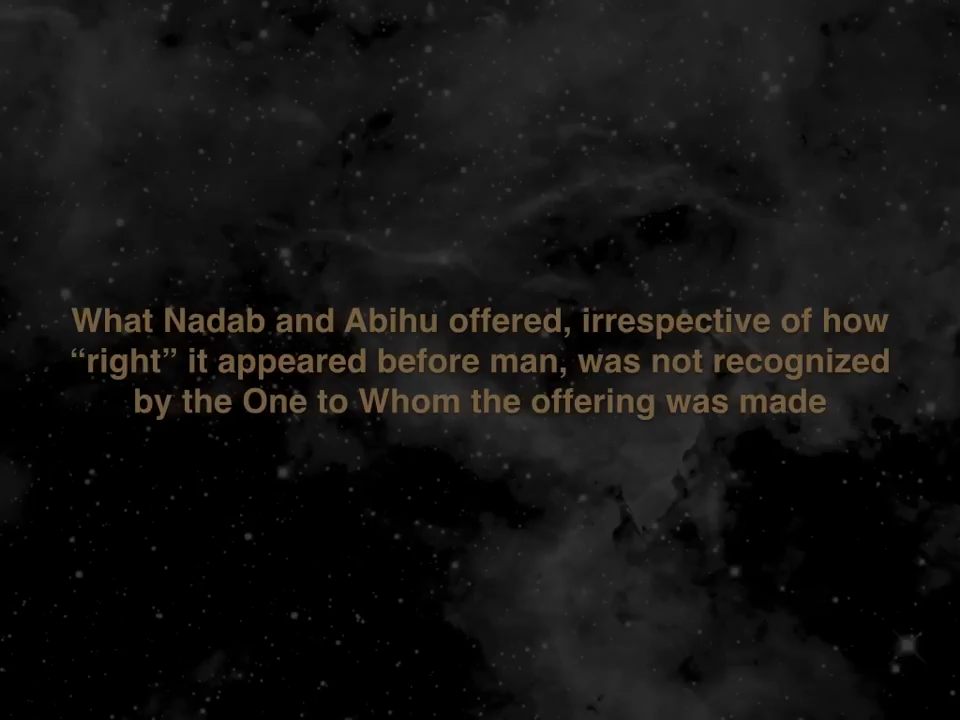 What Nadab and Abihu offered, irrespective of how
“right” it appeared before man, was not recognized
by the One to Whom the offering was made